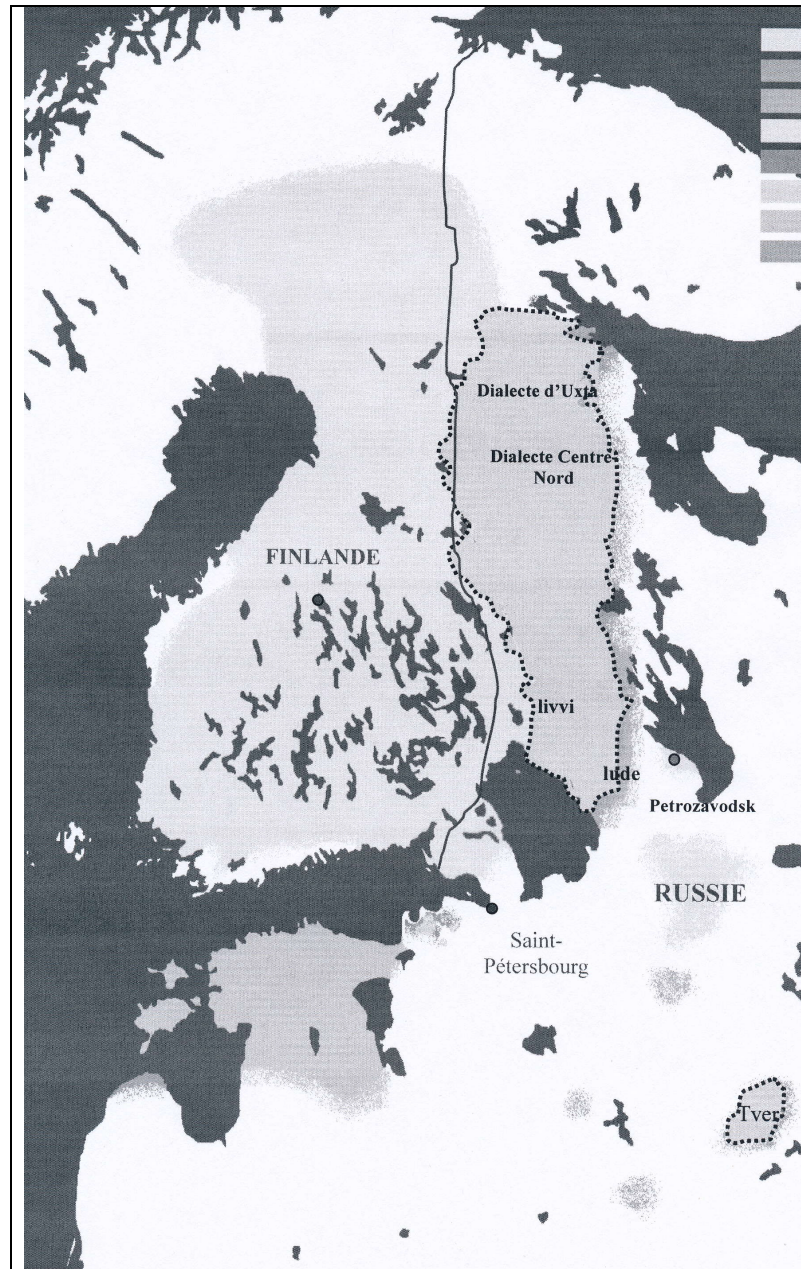 Dialecte d'Uxta
Dialecte Centre
Nord
FINLANDE
livvi
lude
Petrozavodsk
RUSSIE
Saint-
Pétersbourg
Tver